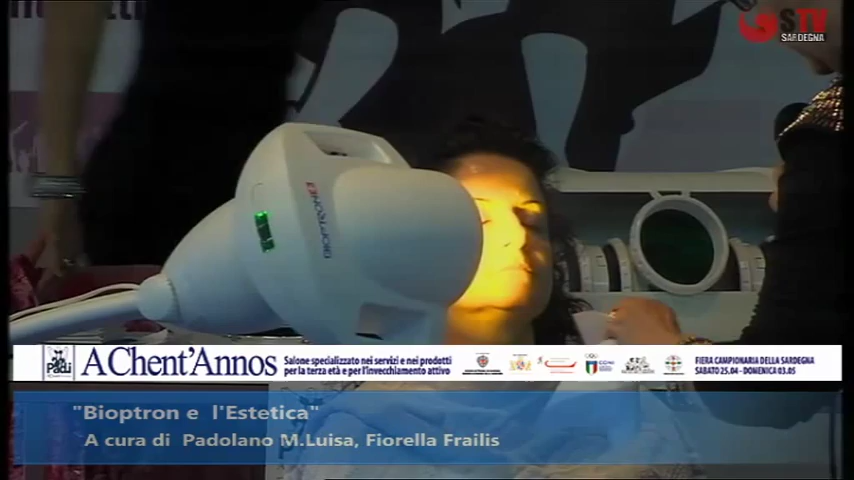 STV
SARDEGNA
BIOPTRON
A Chent'Annos
Salone specializzato nei servizi e nei prodotti
per la terza età e per l'invecchiamento attivo
FIERA CAMPIONARIA DELLA SARDEGNA
SABATO 25.04 - DOMENICA 03.05
"Bioptron e l'Estetica"
A cura di Padolano M.Luisa, Fiorella Frailis